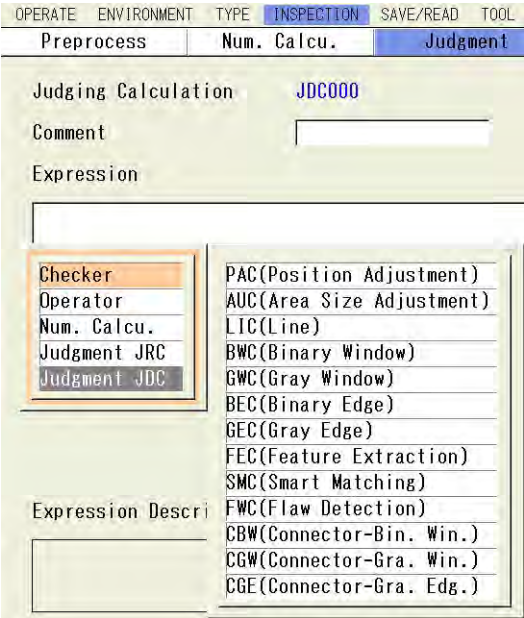 OPERATE ENVIRONMENT TYPE INSPECTION SAVE/READ TOOL
Preprocess Num. Calcu. Judgment
Judging Calculation JDC000
Comment
Expression
Checker
Operator
Num. Calcu.
Judgment JRC
Judgment JDC
PAC(Position Adjustment)
AUC(Area Size Adjustment)
LIC(Line)
BWC(Binary Window)
GWC(Gray Window)
BEC(Binary Edge)
GEC(Gray Edge)
FEC(Feature Extraction)
SMC(Smart Matching)
FWC(Flaw Detection)
CBW(Connector-Bin. Win.)
CGW(Connector-Gra. Win.)
CGE(Connector-Gra. Edg.)
Expression Descri